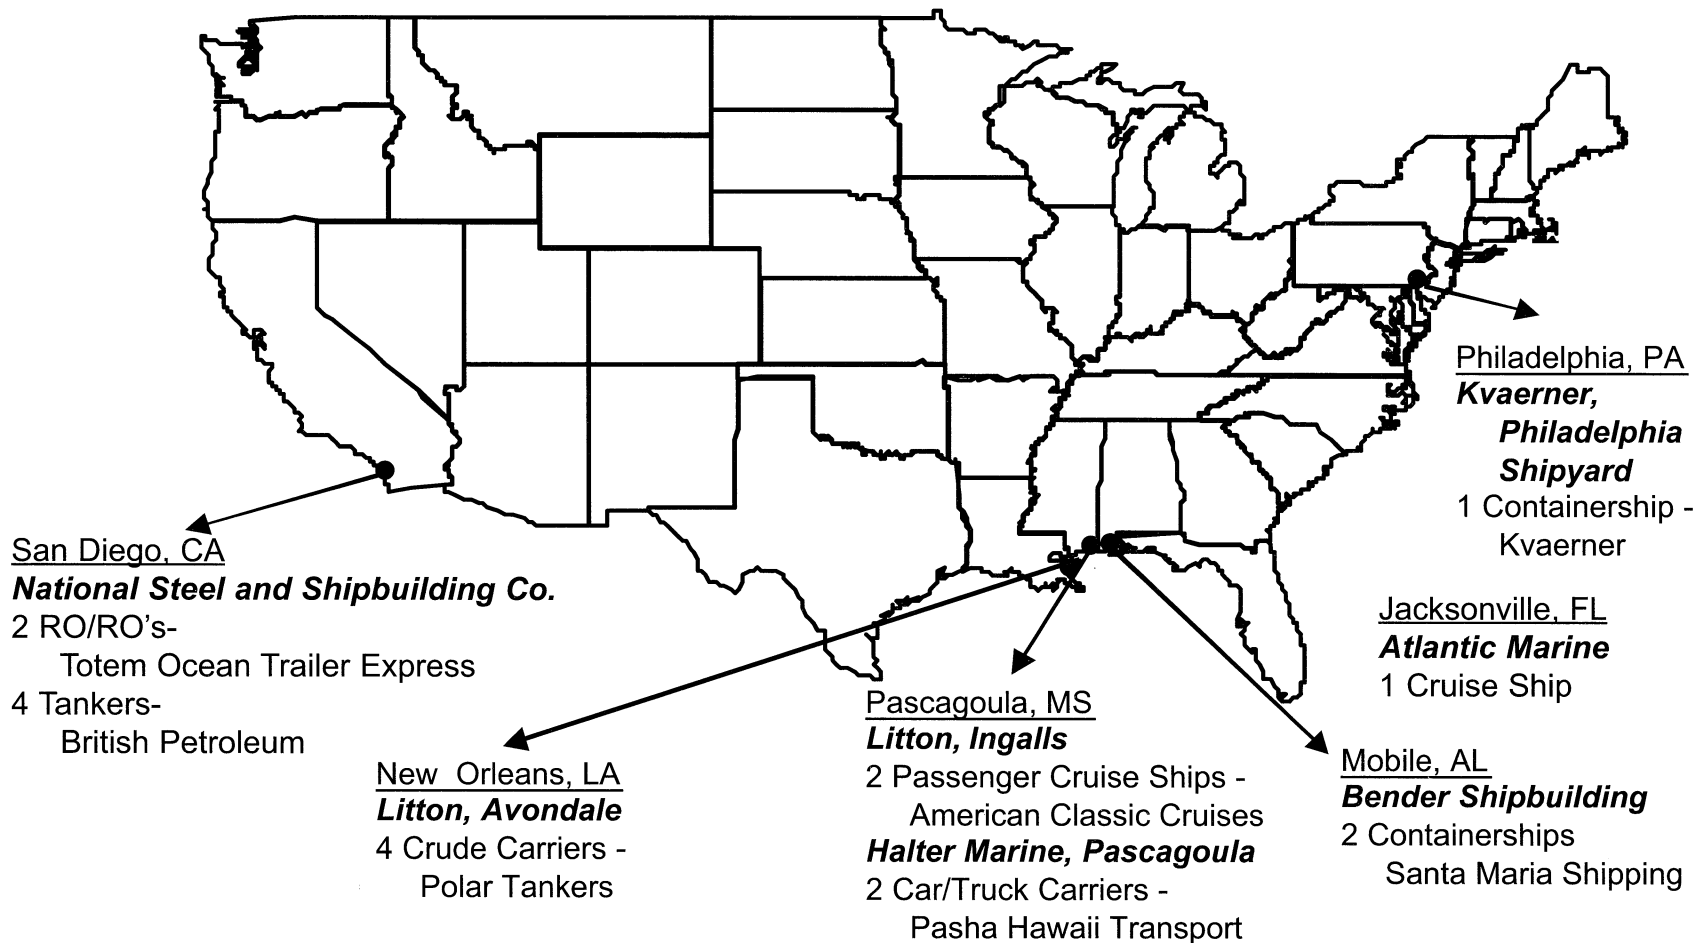 Philadelphia, PA
Kvaerner,
Philadelphia
Shipyard
1 Containership -
Kvaerner
San Diego, CA
National Steel and Shipbuilding Co.
2 RO/RO's-
Totem Ocean Trailer Express
4 Tankers-
British Petroleum
Jacksonville, FL
Atlantic Marine
1 Cruise Ship
New Orleans, LA
Litton, Avondale
4 Crude Carriers -
Polar Tankers
Pascagoula, MS
Litton, Ingalls
2 Passenger Cruise Ships -
American Classic Cruises
Halter Marine, Pascagoula
2 Car/Truck Carriers -
Pasha Hawaii Transport
Mobile, AL
Bender Shipbuilding
2 Containerships
Santa Maria Shipping